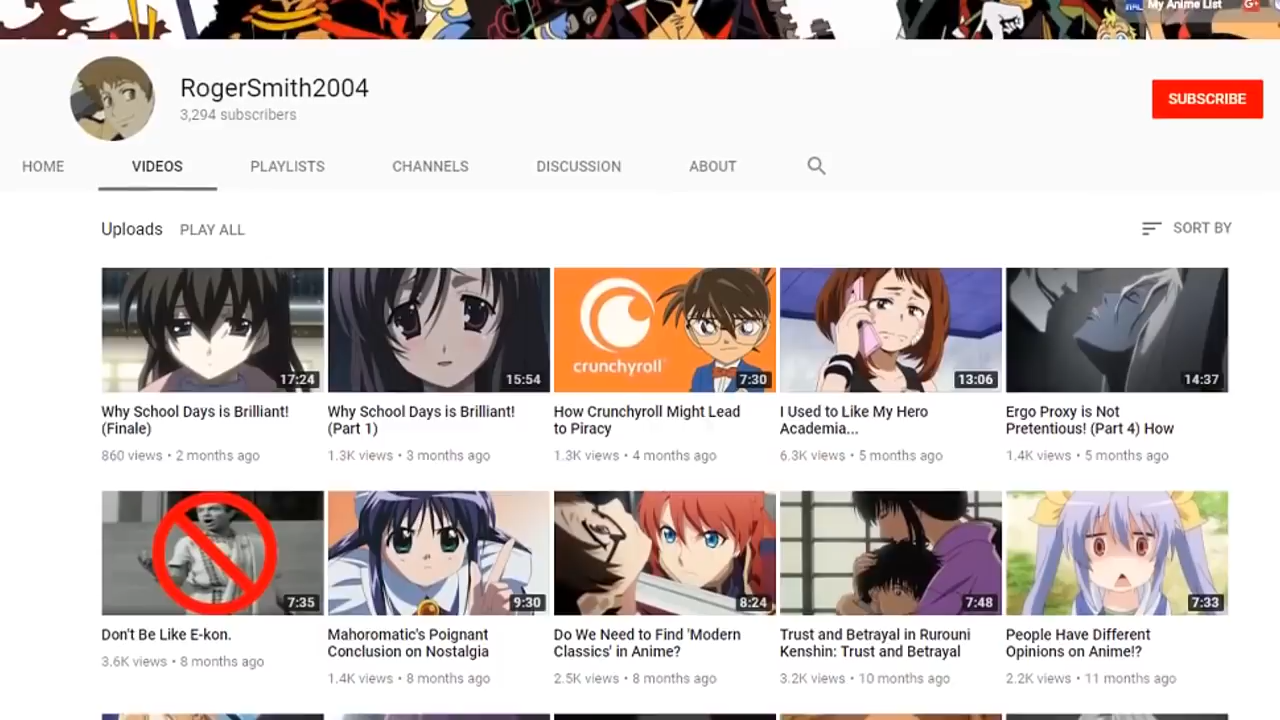 My Anime List
RogerSmith2004
3,294 subscribers
SUBSCRIBE
HOME
VIDEOS
PLAYLISTS
CHANNELS
DISCUSSION
ABOUT
Uploads
PLAY ALL
SORT BY
17:24
15:54
crunchyroll
7:30
13:06
14:37
Why School Days is Brilliant!
(Finale)
860 views • 2 months ago
Why School Days is Brilliant!
(Part 1)
1.3K views • 3 months ago
How Crunchyroll Might Lead
to Piracy
1.3K views • 4 months ago
I Used to Like My Hero
Academia...
6.3K views • 5 months ago
Ergo Proxy is Not
Pretentious! (Part 4) How
1.4K views • 5 months ago
7:35
9:30
8:24
7:48
7:33
Don't Be Like E-kon.
3.6K views • 8 months ago
Mahoromatic's Poignant
Conclusion on Nostalgia
1.4K views • 8 months ago
Do We Need to Find 'Modern
Classics' in Anime?
2.5K views • 8 months ago
Trust and Betrayal in Rurouni
Kenshin: Trust and Betrayal
3.2K views • 10 months ago
People Have Different
Opinions on Anime!?
2.2K views • 11 months ago